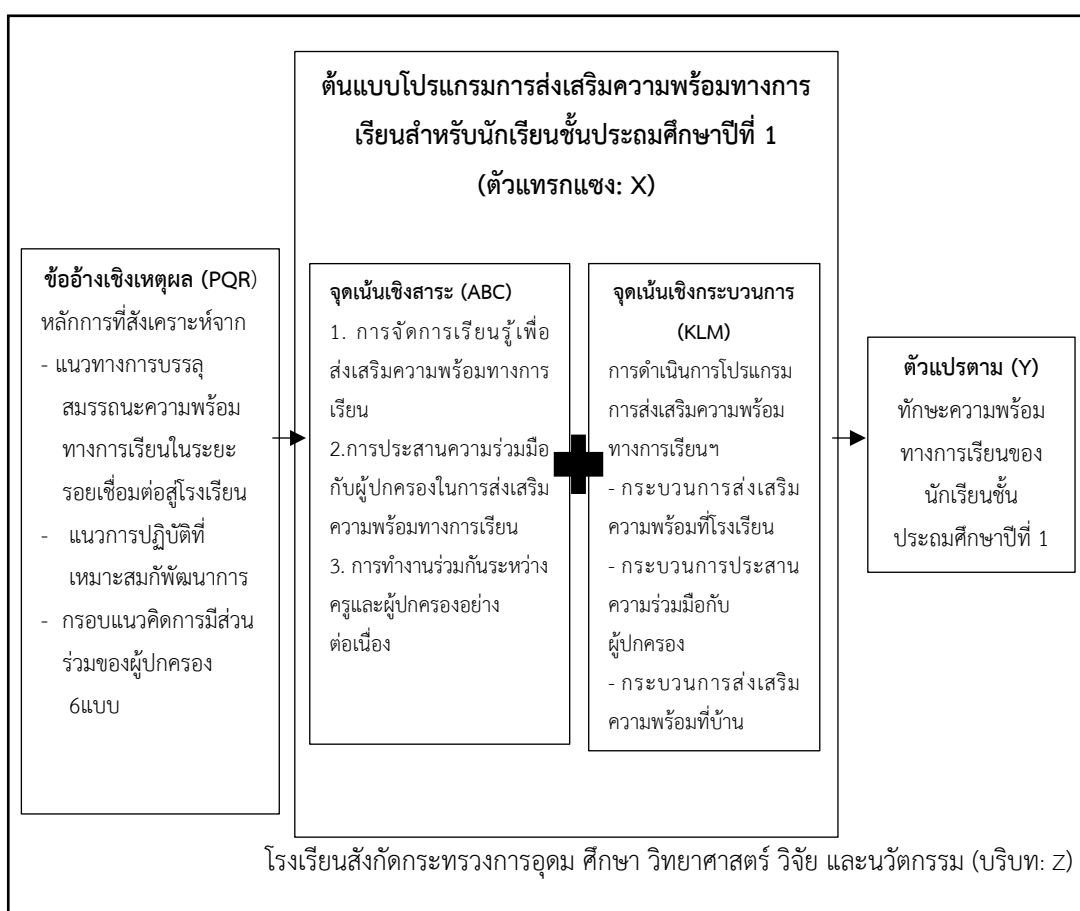 ต้นแบบโปรแกรมการส่งเสริมความพร้อมทางการ
เรียนสำหรับนักเรียนชั้นประถมศึกษาปีที่ 1
(ตัวแทรกแซง: X)
ข้ออ้างเชิงเหตุผล (PQR)
หลักการที่สังเคราะห์จาก
- แนวทางการบรรลุ
สมรรถนะความพร้อม
ทางการเรียนในระยะ
รอยเชื่อมต่อสู่โรงเรียน
- แนวการปฏิบัติที่
เหมาะสมกัพัฒนาการ
- กรอบแนวคิดการมีส่วน
ร่วมของผู้ปกครอง
6แบบ
จุดเน้นเชิงสาระ (ABC)
1. การจัดการเรียนรู้เพื่อ
ส่งเสริมความพร้อมทางการ
เรียน
2.การประสานความร่วมมือ
กับผู้ปกครองในการส่งเสริม
ความพร้อมทางการเรียน
3. การทำงานร่วมกันระหว่าง
ครูและผู้ปกครองอย่าง
ต่อเนื่อง
จุดเน้นเชิงกระบวนการ
(KLM)
การดำเนินการโปรแกรม
การส่งเสริมความพร้อม
ทางการเรียนฯ
- กระบวนการส่งเสริม
ความพร้อมที่โรงเรียน
- กระบวนการประสาน
ความร่วมมือกับ
ผู้ปกครอง
- กระบวนการส่งเสริม
ความพร้อมที่บ้าน
ตัวแปรตาม (Y)
ทักษะความพร้อม
ทางการเรียนของ
นักเรียนชั้น
ประถมศึกษาปีที่ 1
โรงเรียนสังกัดกระทรวงการอุดม ศึกษา วิทยาศาสตร์ วิจัย และนวัตกรรม (บริบท: Z)